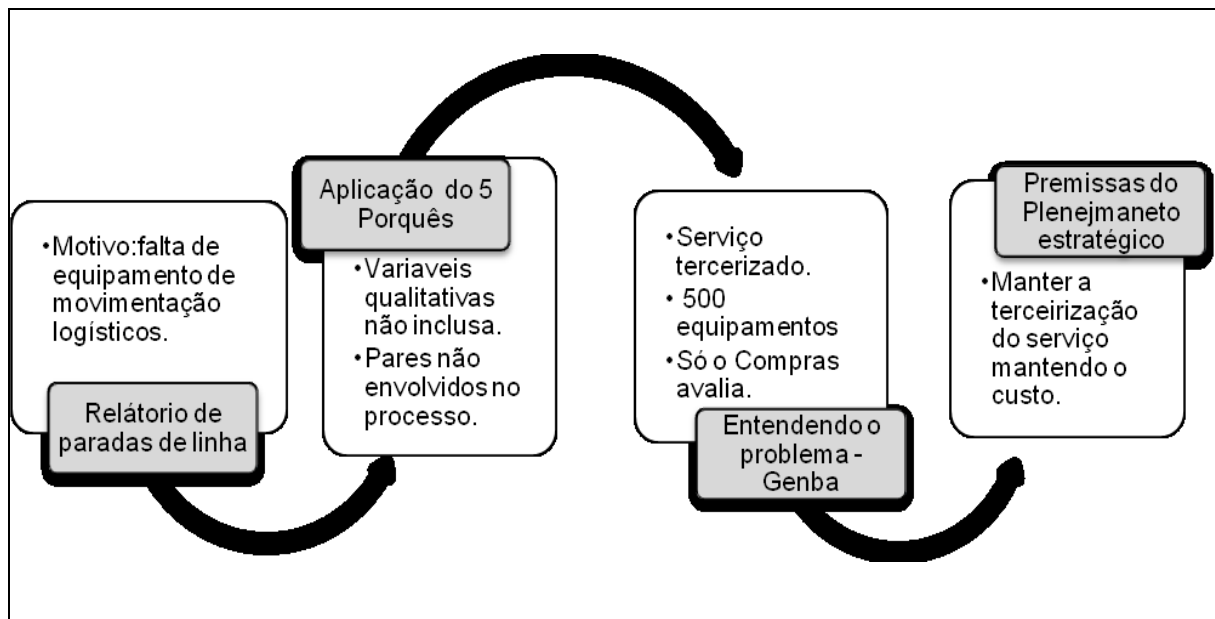 •Motivo:falta de
equipamento de
movimentação
logísticos.
Relátorio de
paradas de linha
Aplicação do 5
Porquês
•Variaveis
qualitativas
não inclusa.
•Pares não
envolvidos no
processo.
•Serviço
tercerizado.
• 500
equipamentos
•Só o Compras
avalia.
Entendendo o
problema -
Genba
Premissas do
Plenejmaneto
estratégico
•Manter a
terceirização
do serviço
mantendo o
custo.